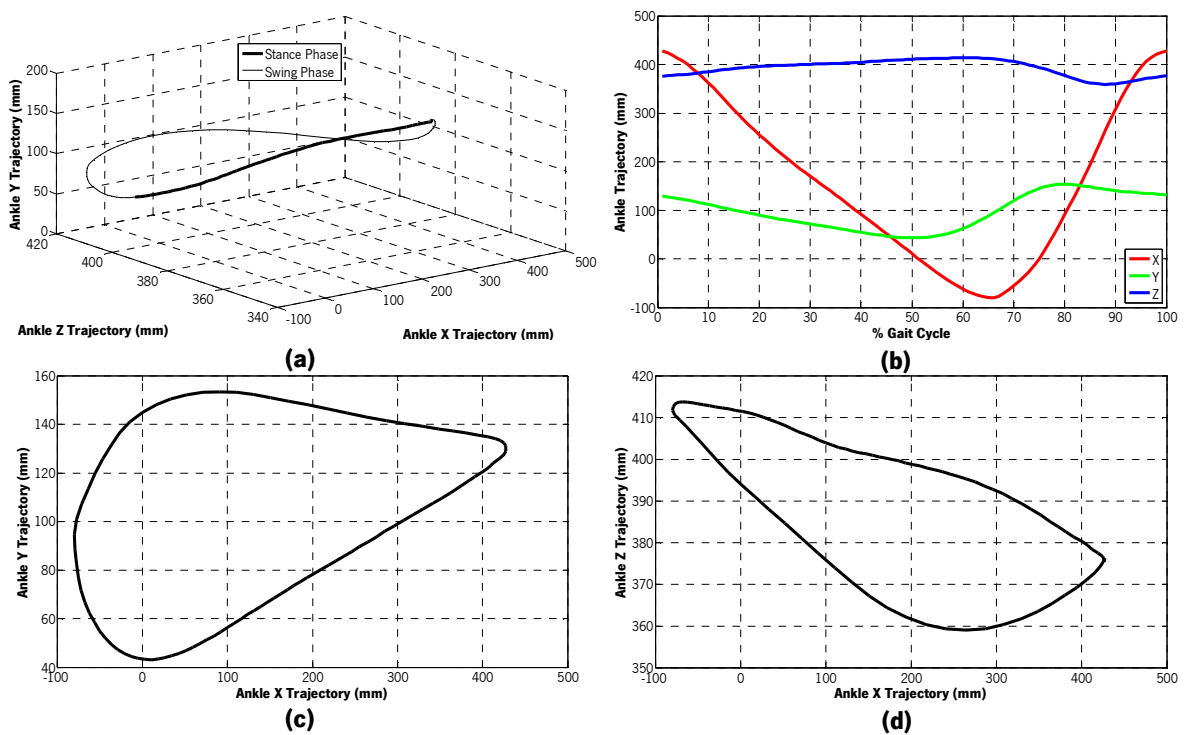 Stance Phase
Swing Phase
Ankle Y Trajectory (mm)
200
150
100
50
0
420
400
380
360
340
-100
0
100
200
300
400
500
Ankle Z Trajectory (mm)
Ankle X Trajectory (mm)
(a)
Ankle Trajectory (mm)
500
400
300
200
100
0
-100
0 10 20 30 40 50 60 70 80 90 100
% Gait Cycle
X
Y
Z
(b)
Ankle Y Trajectory (mm)
160
140
120
100
80
60
40
-100 0 100 200 300 400 500
Ankle X Trajectory (mm)
(c)
Ankle Z Trajectory (mm)
420
410
400
390
380
370
360
350
-100 0 100 200 300 400 500
Ankle X Trajectory (mm)
(d)